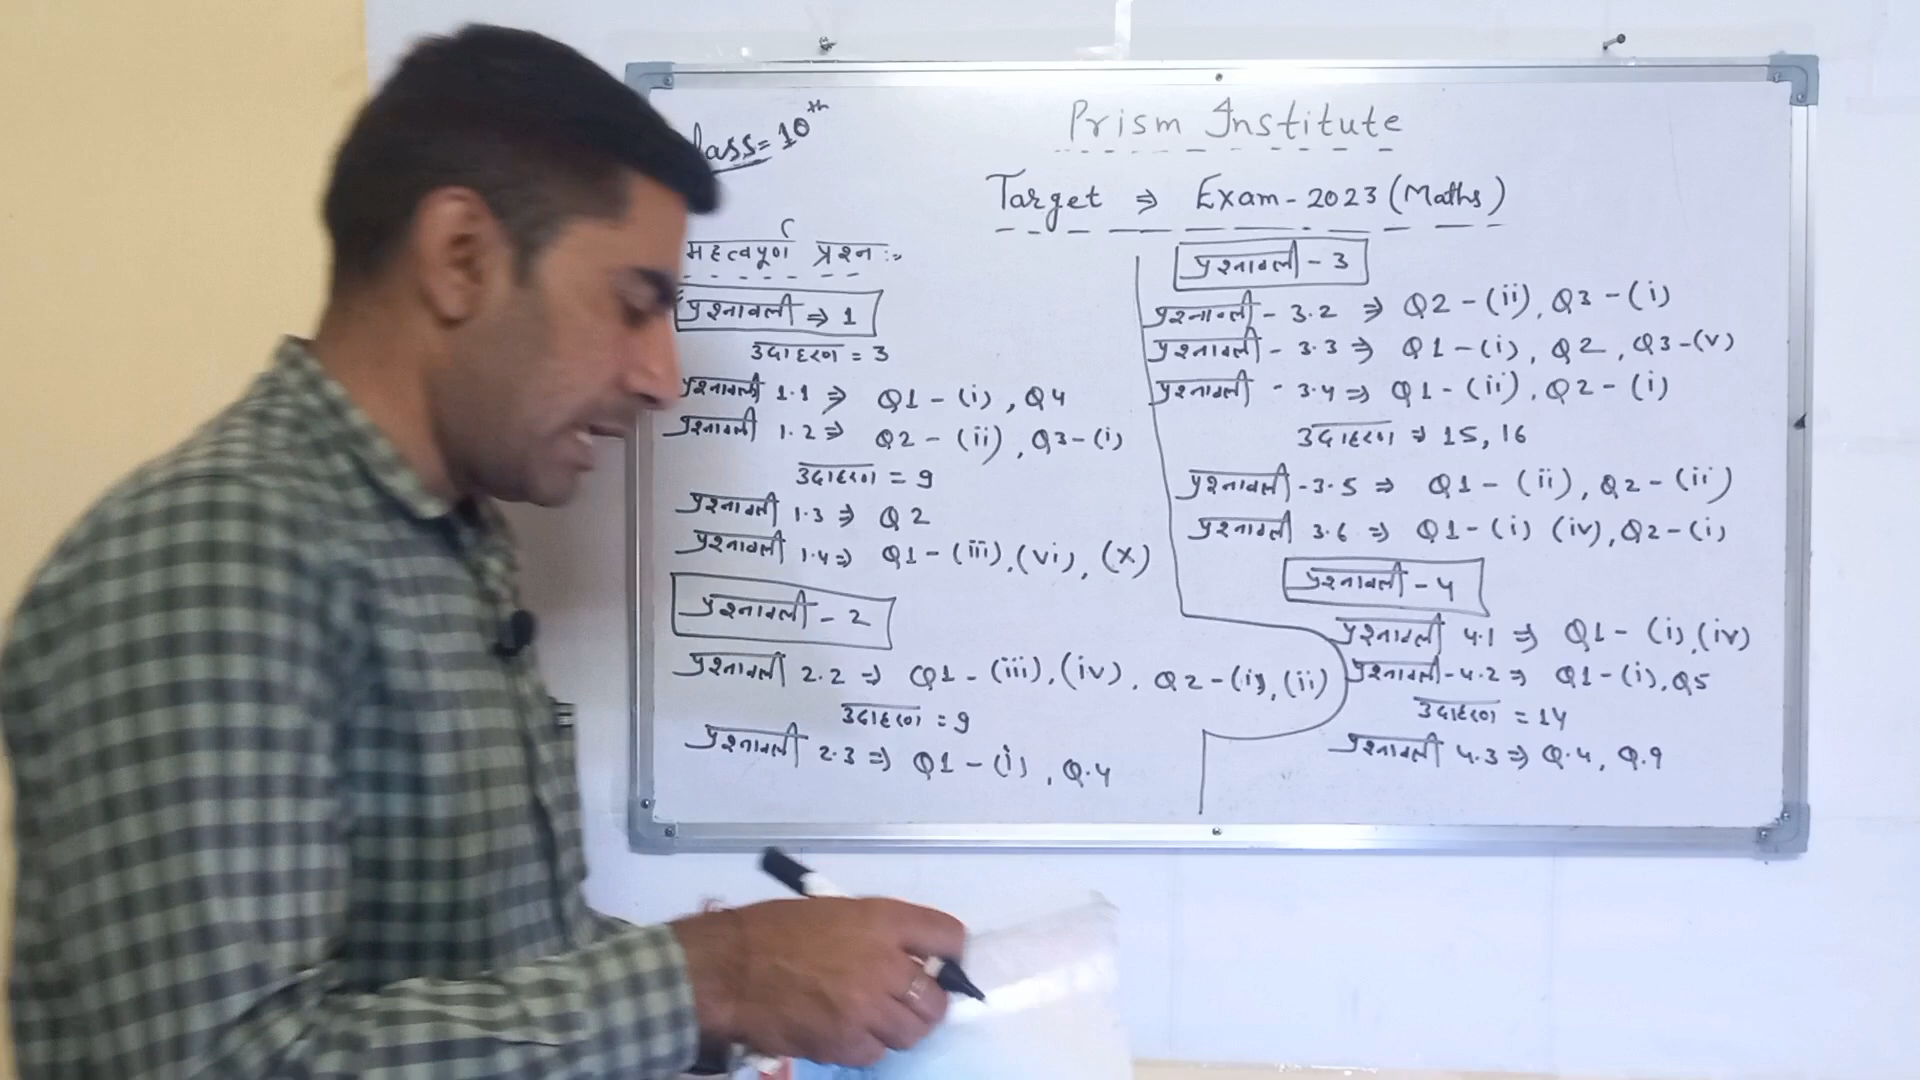 lass = 10th
Prism Institute
Target ⇒ Exam - 2023 (Maths)
महत्वपूर्ण प्रश्न :-
प्रश्नावली ⇒ 1
उदाहरण = 3
प्रश्नावली 1.1 ⇒ Q1 - (i), Q4
प्रश्नावली 1.2 ⇒ Q2 - (ii), Q3 - (i)
उदाहरण = 9
प्रश्नावली 1.3 ⇒ Q2
प्रश्नावली 1.4 ⇒ Q1 - (iii), (vi), (x)
प्रश्नावली - 2
प्रश्नावली 2.2 ⇒ Q1 - (iii), (iv), Q2 - (i), (ii)
उदाहरण = 9
प्रश्नावली 2.3 ⇒ Q1 - (i), Q.4
प्रश्नावली - 3
प्रश्नावली - 3.2 ⇒ Q2 - (ii), Q3 - (i)
प्रश्नावली - 3.3 ⇒ Q1 - (i), Q2, Q3 - (v)
प्रश्नावली - 3.4 ⇒ Q1 - (ii), Q2 - (i)
उदाहरण ⇒ 15, 16
प्रश्नावली - 3.5 ⇒ Q1 - (ii), Q2 - (ii)
प्रश्नावली 3.6 ⇒ Q1 - (i) (iv), Q2 - (i)
प्रश्नावली - 4
प्रश्नावली 4.1 ⇒ Q1 - (i), (iv)
प्रश्नावली - 4.2 ⇒ Q1 - (i), Q5
उदाहरण = 14
प्रश्नावली 4.3 ⇒ Q.4, Q.9